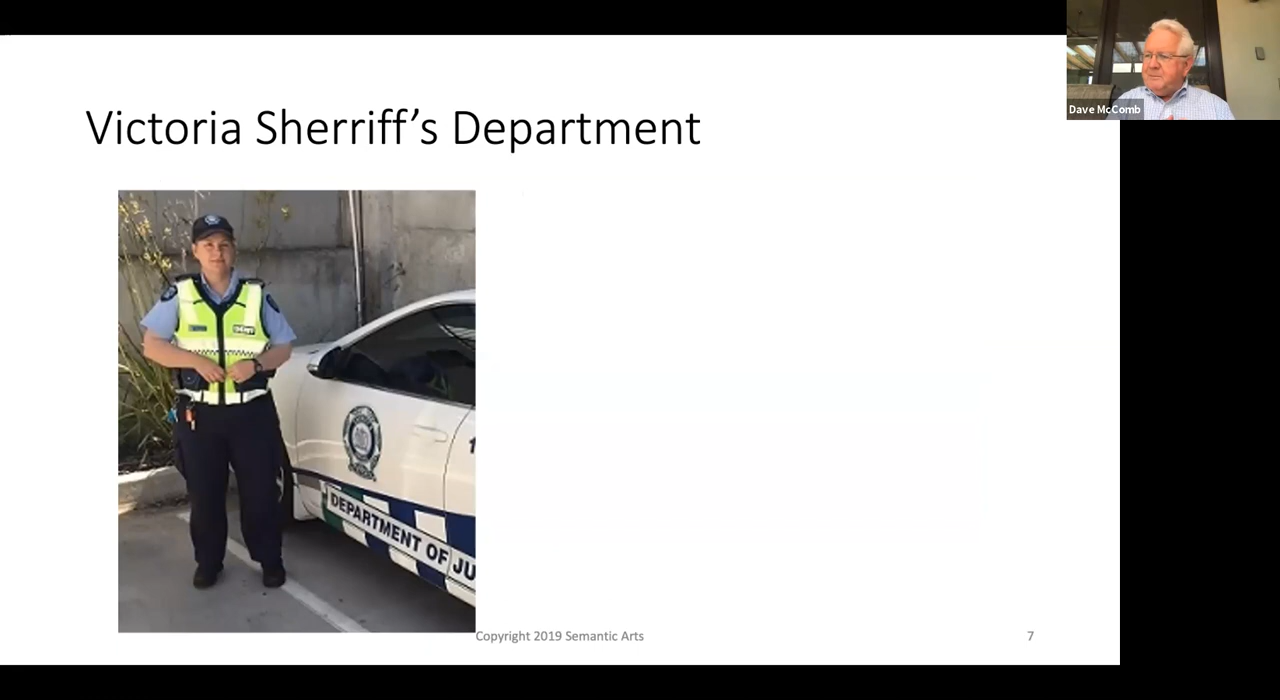 Dave McComb
Victoria Sherriff’s Department
SHERIFF
DEPARTMENT OF JU
Copyright 2019 Semantic Arts
7